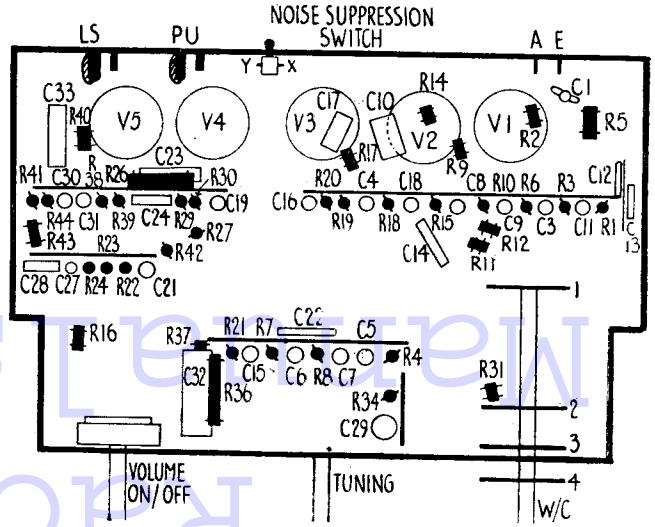 NOISE SUPPRESSION
SWITCH
LS PU Y X A E
C33 R40 V5 V4 V3 C17 C10 R14 V2 V1 R2 C1 R5
R17 R9
R41 C30 R38 R26 C23 R30 R20 C4 C18 C8 R10 R6 R3 C12
R44 C31 R39 C24 R29 C19 C16 R19 R18 R15 C9 C3 C11 R1 C13
R43 R23 R42 R27 C14 R12 R11
C28 C27 R24 R22 C21
1
R16 R37 R21 R7 C22 C5 R4
C15 C6 R8 C7
C32 R36 R34 R31
C29 2
3
VOLUME
ON/OFF
TUNING
4
W/C
Manual